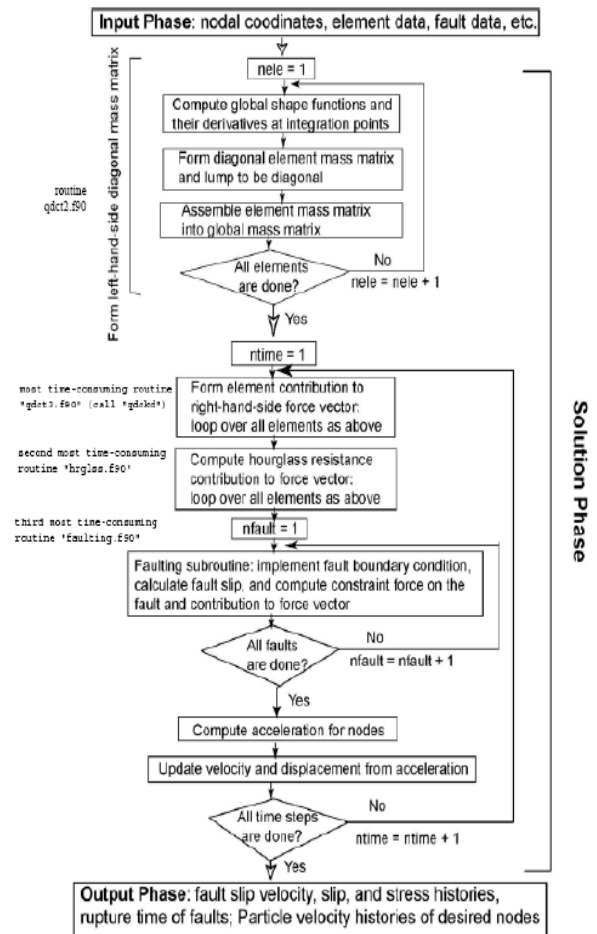 Input Phase: nodal coodinates, element data, fault data, etc.
nele = 1
Compute global shape functions and
their derivatives at integration points
Form diagonal element mass matrix
and lump to be diagonal
Assemble element mass matrix
into global mass matrix
All elements
are done?
No
nele = nele + 1
Yes
Form left-hand-side diagonal mass matrix
routine
qdct2.f90
ntime = 1
most time-consuming routine
"qdct3.f90" (call "qdckd")
Form element contribution to
right-hand-side force vector:
loop over all elements as above
second most time-consuming
routine "hrglss.f90'
Compute hourglass resistance
contribution to force vector:
loop over all elements as above
third most time-consuming
routine "faulting.f90"
nfault = 1
Faulting subroutine: implement fault boundary condition,
calculate fault slip, and compute constraint force on the
fault and contribution to force vector
All faults
are done?
No
nfault = nfault + 1
Yes
Compute acceleration for nodes
Update velocity and displacement from acceleration
All time steps
are done?
No
ntime = ntime + 1
Yes
Solution Phase
Output Phase: fault slip velocity, slip, and stress histories,
rupture time of faults; Particle velocity histories of desired nodes